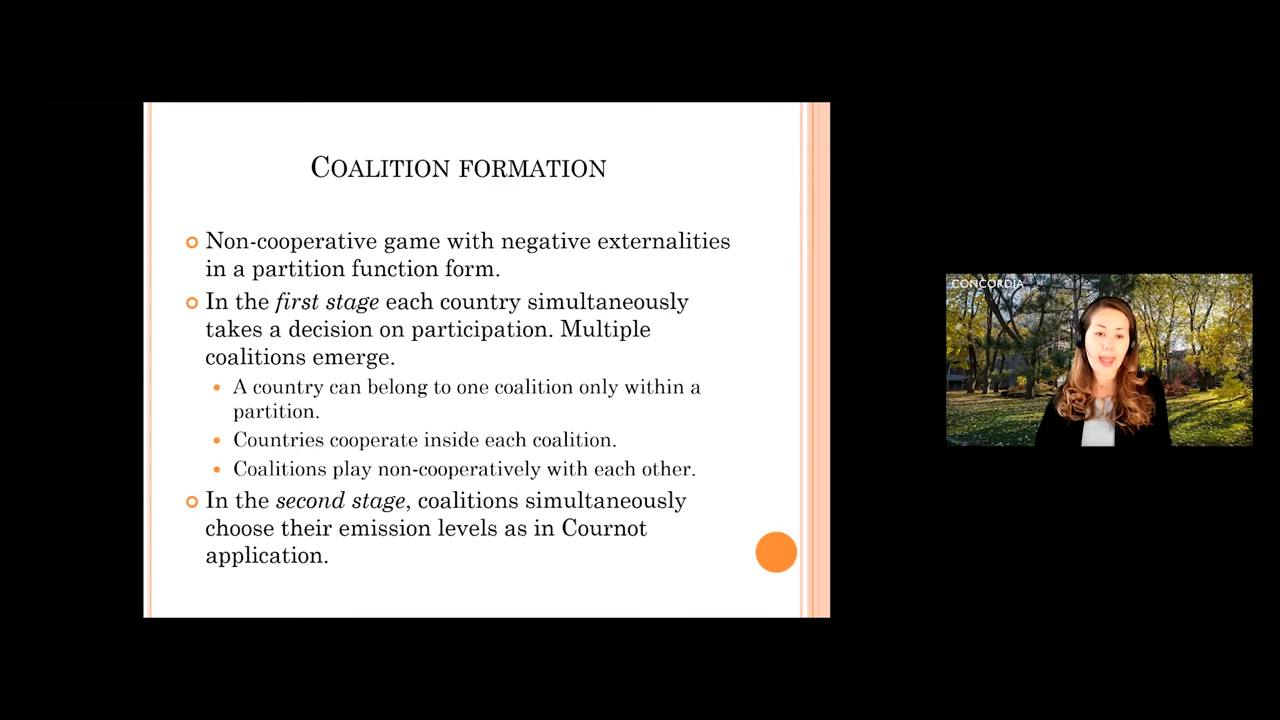 COALITION FORMATION
Non-cooperative game with negative externalities
in a partition function form.
In the first stage each country simultaneously
takes a decision on participation. Multiple
coalitions emerge.
A country can belong to one coalition only within a
partition.
Countries cooperate inside each coalition.
Coalitions play non-cooperatively with each other.
In the second stage, coalitions simultaneously
choose their emission levels as in Cournot
application.
CONCORDIA